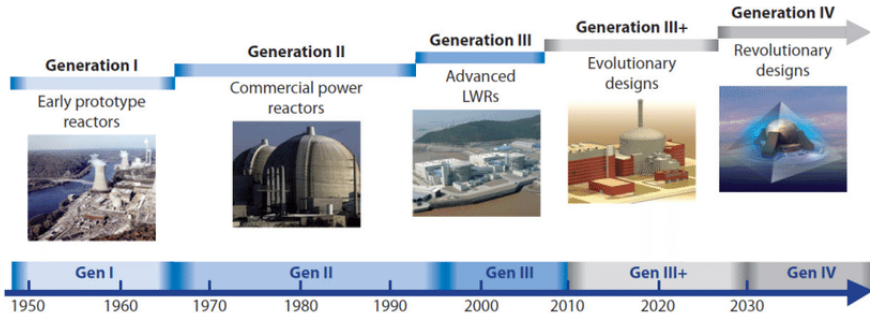 Generation I
Early prototype
reactors
Generation II
Commercial power
reactors
Generation III
Advanced
LWRs
Generation III+
Evolutionary
designs
Generation IV
Revolutionary
designs
Gen I
Gen II
Gen III
Gen III+
Gen IV
1950
1960
1970
1980
1990
2000
2010
2020
2030